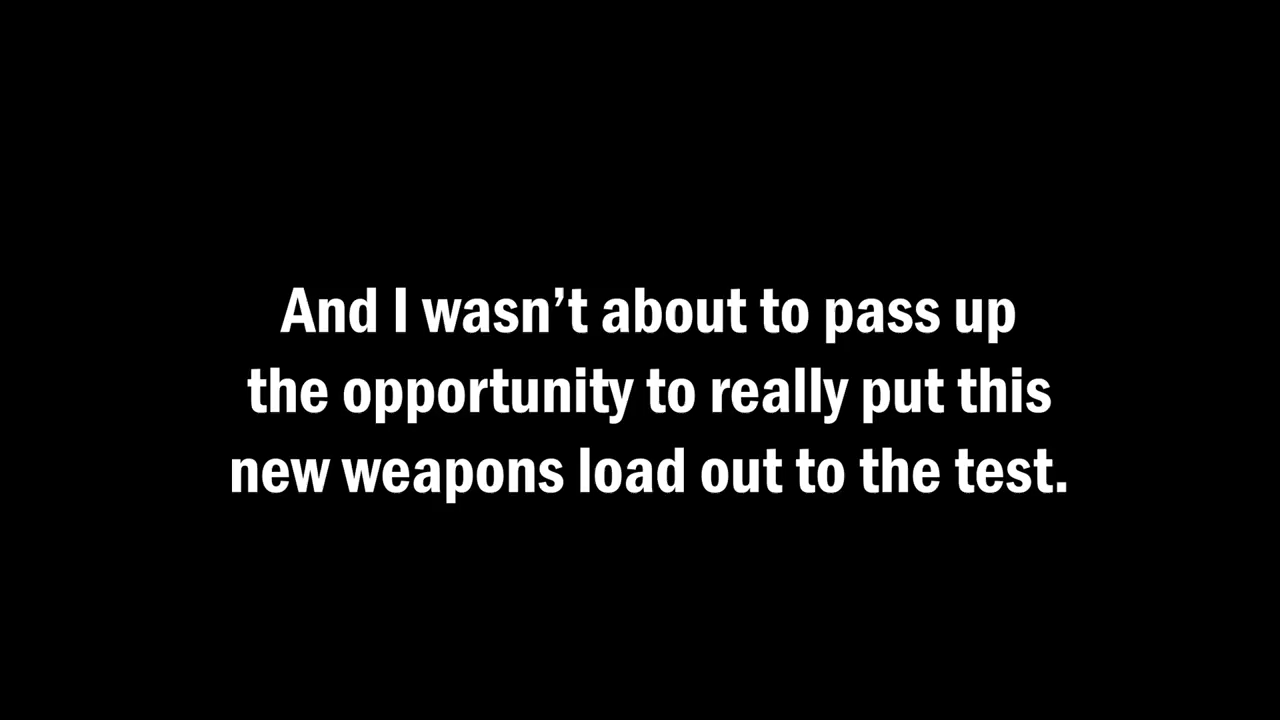 And I wasn’t about to pass up
the opportunity to really put this
new weapons load out to the test.